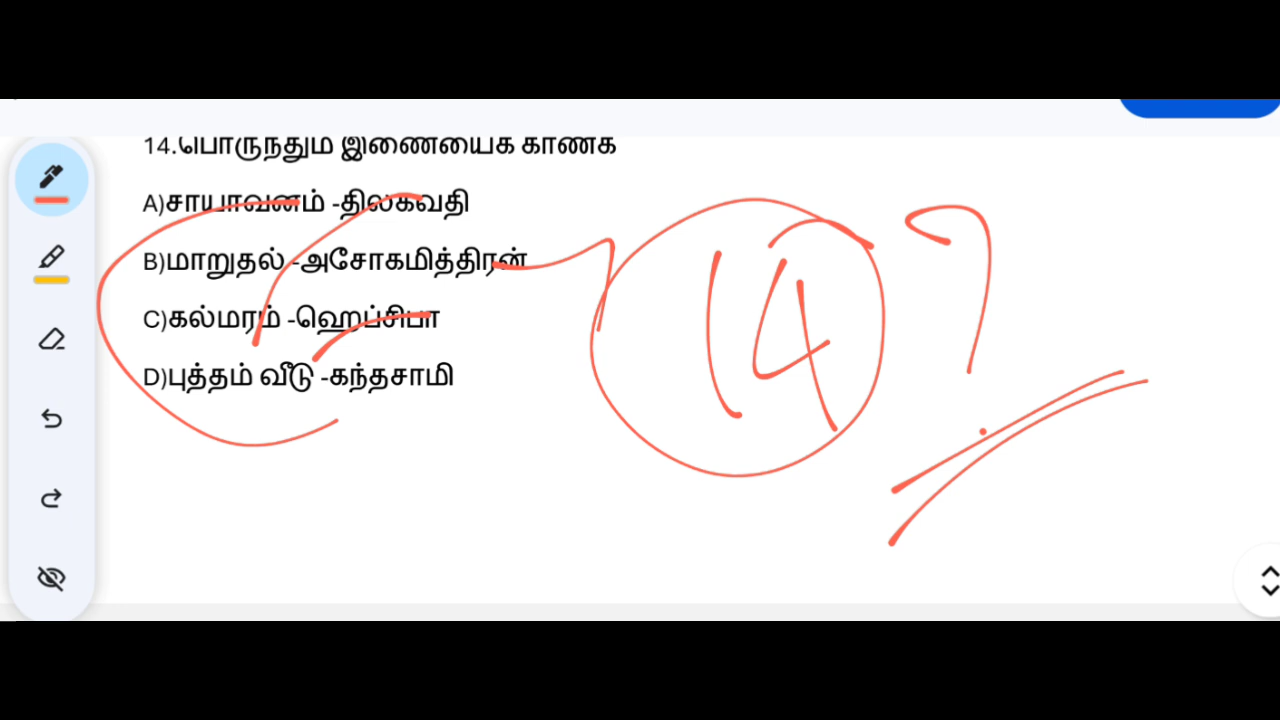 14.பொருந்தும் இணையைக் காண்க
A)சாயாவனம் -திலகவதி
B)மாறுதல் -அசோகமித்திரன்
C)கல்மரம் -ஹெப்சிபா
D)புத்தம் வீடு -கந்தசாமி
14 ?